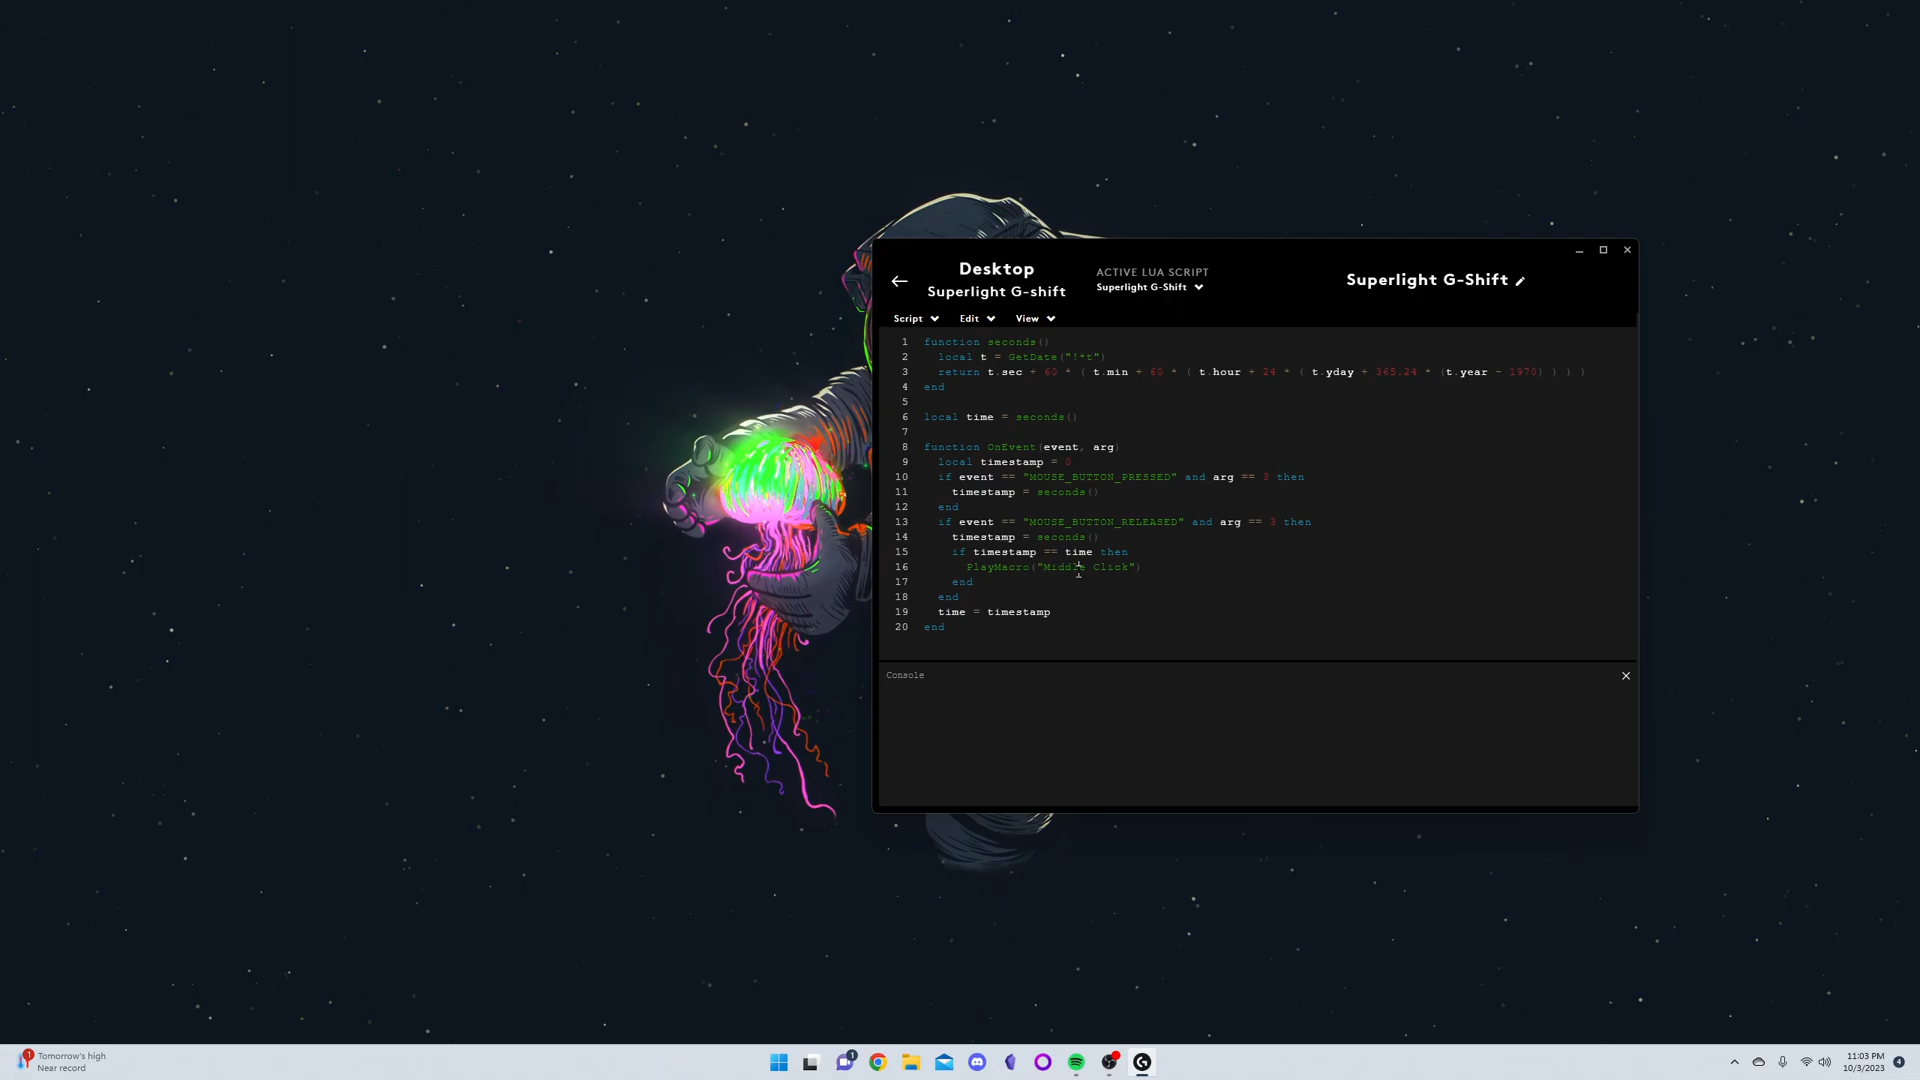 Desktop
Superlight G-shift
ACTIVE LUA SCRIPT
Superlight G-Shift
Superlight G-Shift
Script Edit View
1 function seconds()
2 local t = GetDate("!*t")
3 return t.sec + 60 * ( t.min + 60 * ( t.hour + 24 * ( t.yday + 365.24 * (t.year - 1970) ) ) )
4 end
5
6 local time = seconds()
7
8 function OnEvent(event, arg)
9 local timestamp = 0
10 if event == "MOUSE_BUTTON_PRESSED" and arg == 3 then
11 timestamp = seconds()
12 end
13 if event == "MOUSE_BUTTON_RELEASED" and arg == 3 then
14 timestamp = seconds()
15 if timestamp == time then
16 PlayMacro("Middle Click")
17 end
18 end
19 time = timestamp
20 end
Console
1
Tomorrow's high
Near record
1
11:03 PM
10/3/2023
4